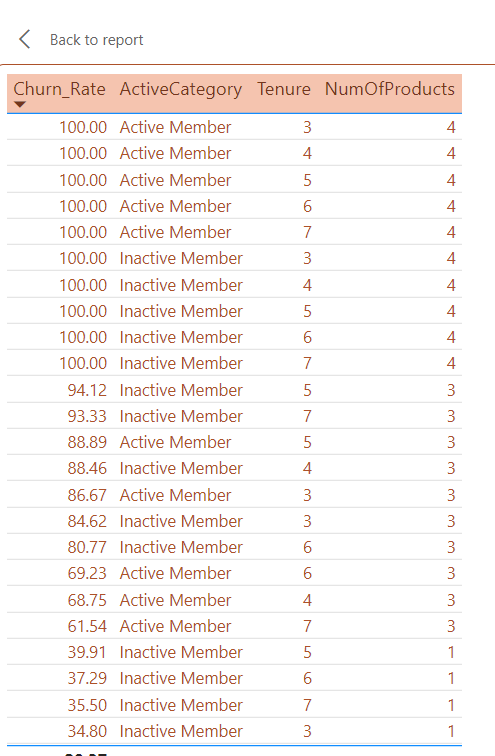 Back to report
Churn_Rate ActiveCategory Tenure NumOfProducts
100.00 Active Member 3 4
100.00 Active Member 4 4
100.00 Active Member 5 4
100.00 Active Member 6 4
100.00 Active Member 7 4
100.00 Inactive Member 3 4
100.00 Inactive Member 4 4
100.00 Inactive Member 5 4
100.00 Inactive Member 6 4
100.00 Inactive Member 7 4
94.12 Inactive Member 5 3
93.33 Inactive Member 7 3
88.89 Active Member 5 3
88.46 Inactive Member 4 3
86.67 Active Member 3 3
84.62 Inactive Member 3 3
80.77 Inactive Member 6 3
69.23 Active Member 6 3
68.75 Active Member 4 3
61.54 Active Member 7 3
39.91 Inactive Member 5 1
37.29 Inactive Member 6 1
35.50 Inactive Member 7 1
34.80 Inactive Member 3 1